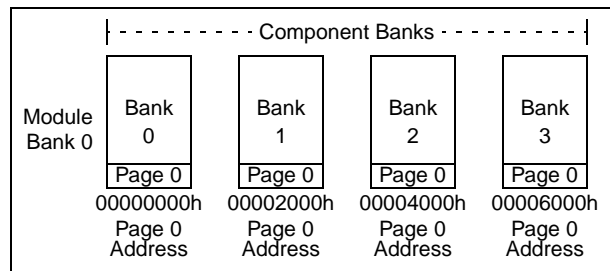 Component Banks
Module
Bank 0
Bank
0
Bank
1
Bank
2
Bank
3
Page 0
Page 0
Page 0
Page 0
00000000h
00002000h
00004000h
00006000h
Page 0
Address
Page 0
Address
Page 0
Address
Page 0
Address